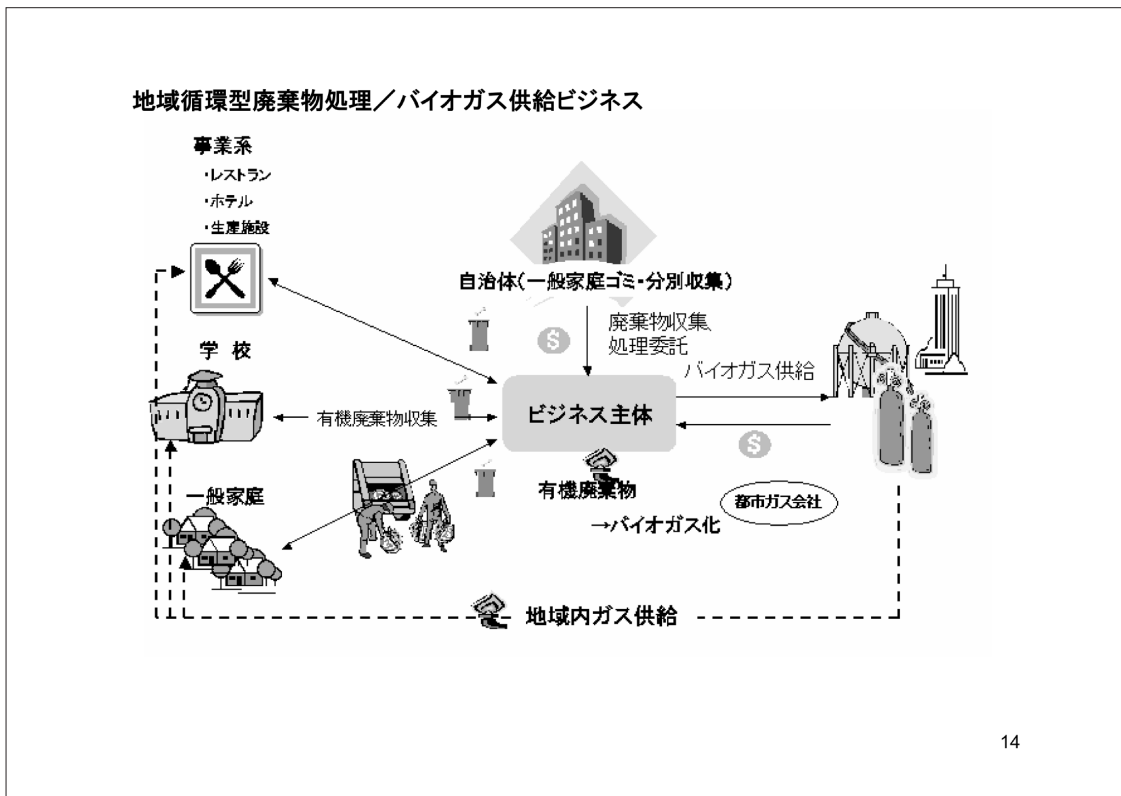 地域循環型廃棄物処理／バイオガス供給ビジネス
事業系
・レストラン
・ホテル
・生産施設
自治体(一般家庭ゴミ・分別収集)
$
廃棄物収集、
処理委託
バイオガス供給
学 校
有機廃棄物収集
ビジネス主体
$
一般家庭
有機廃棄物
→バイオガス化
都市ガス会社
地域内ガス供給
14